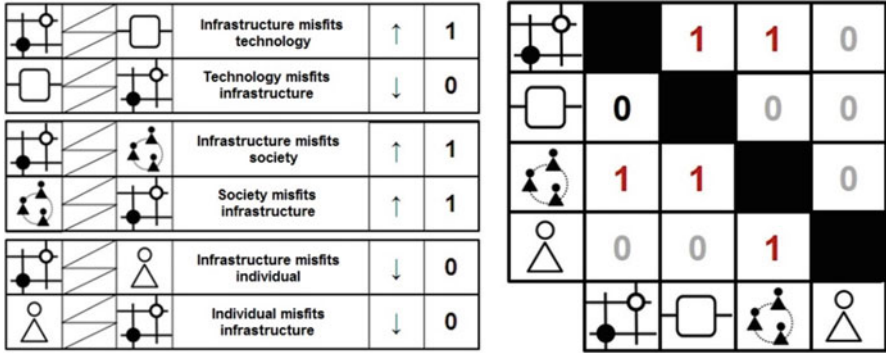 Infrastructure misfits
technology
↑ 1
Technology misfits
infrastructure
↓ 0
Infrastructure misfits
society
↑ 1
Society misfits
infrastructure
↑ 1
Infrastructure misfits
individual
↓ 0
Individual misfits
infrastructure
↓ 0
1 1 0
0 0 0
1 1 0
0 0 1